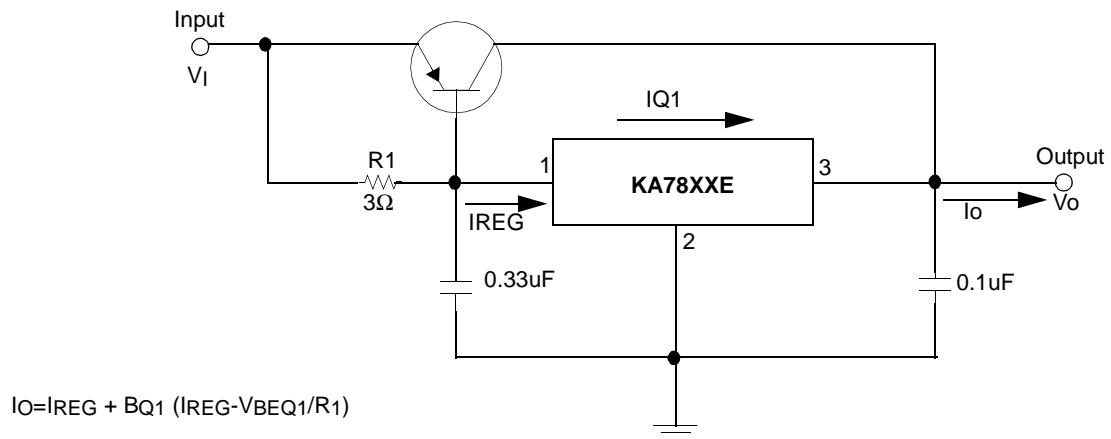 Input
VI
IQ1
R1
3Ω
1
KA78XXE
3
Output
IREG
Io
Vo
2
0.33uF
0.1uF
IO=IREG + BQ1 (IREG-VBEQ1/R1)